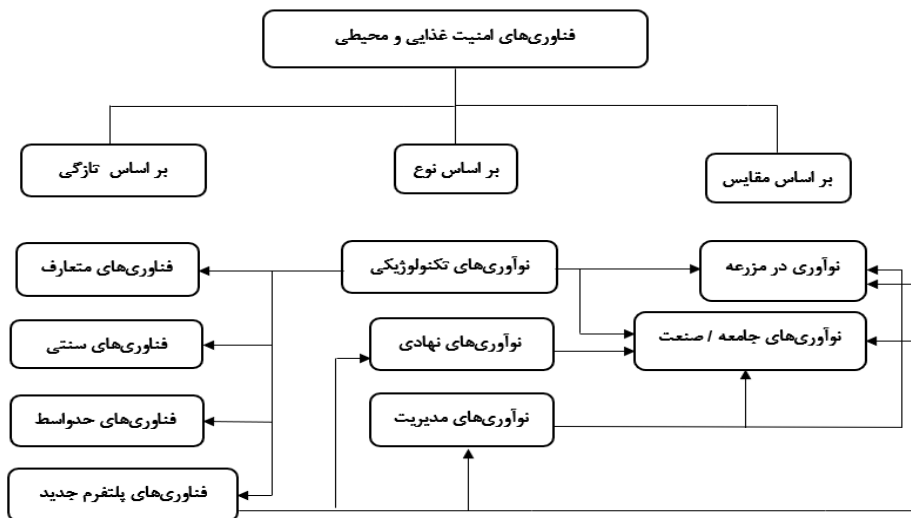 فناوری‌های امنیت غذایی و محیطی
بر اساس مقایس
بر اساس نوع
بر اساس تازگی
نوآوری در مزرعه
نوآوری‌های تکنولوژیکی
فناوری‌های متعارف
نوآوری‌های جامعه / صنعت
نوآوری‌های نهادی
فناوری‌های سنتی
نوآوری‌های مدیریت
فناوری‌های حدواسط
فناوری‌های پلتفرم جدید